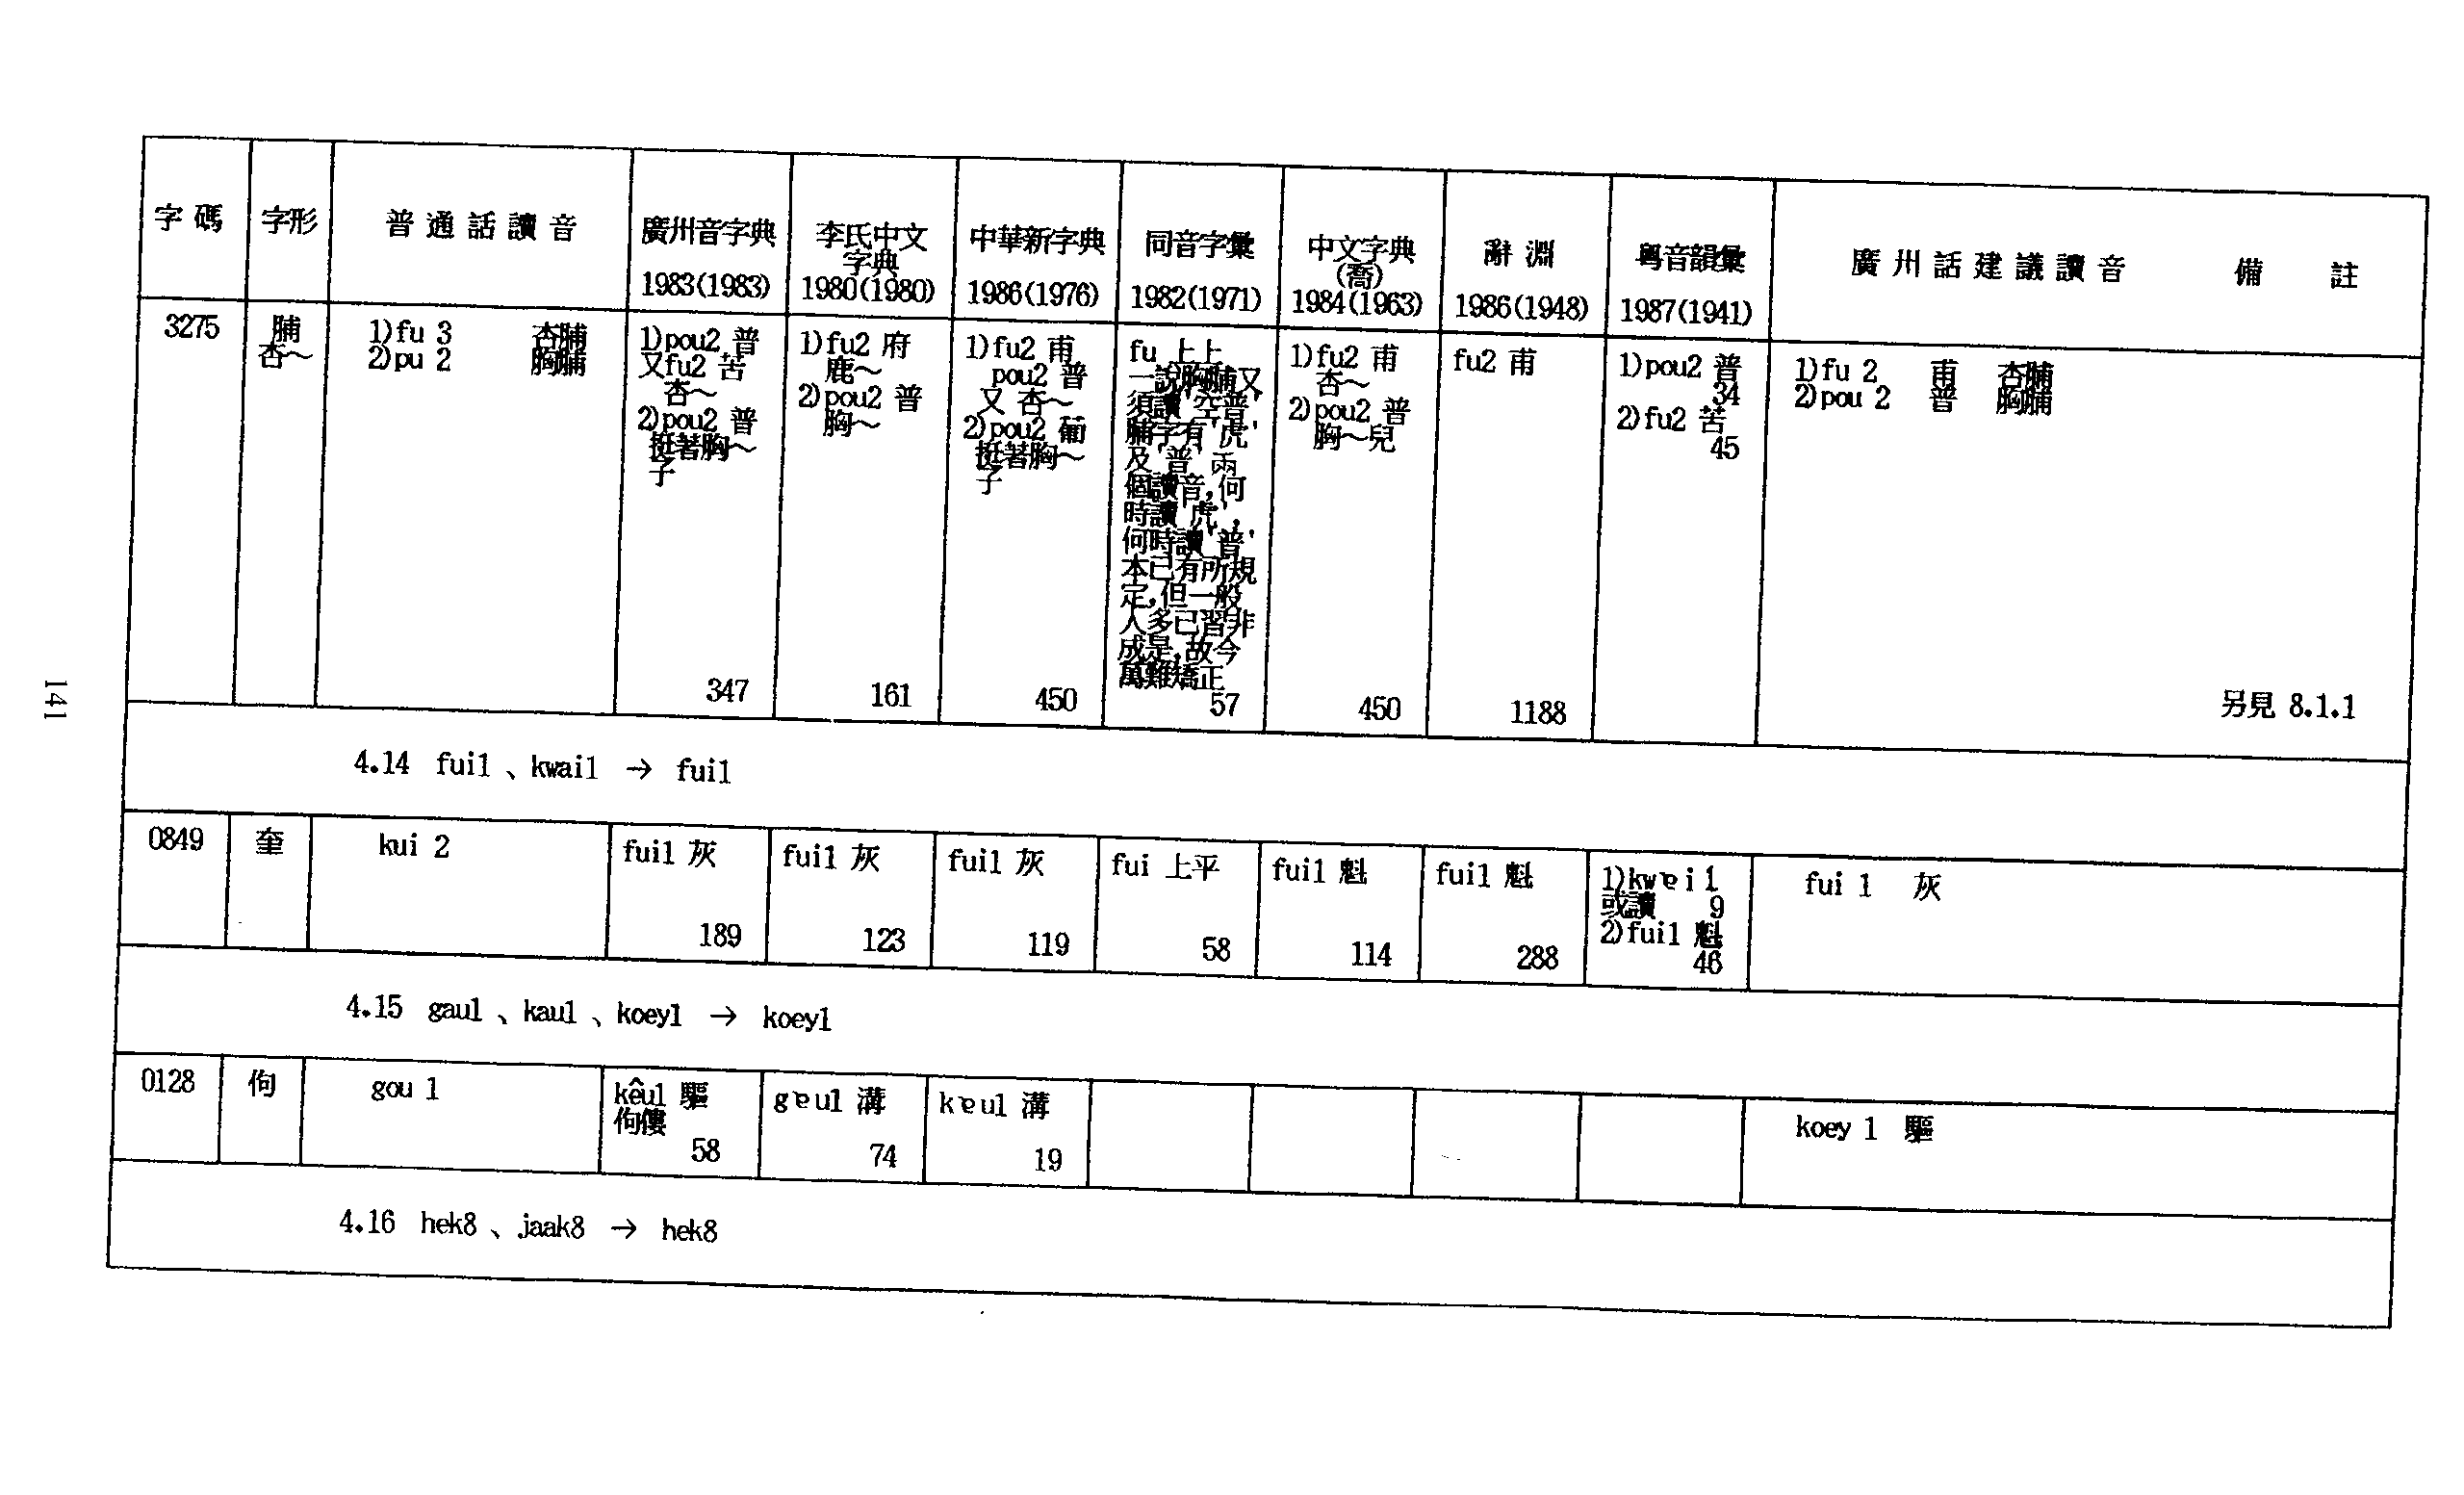 字碼 字形 普通話讀音 廣州音字典 1983(1983) 李氏中文字典 1980(1980) 中華新字典 1986(1976) 同音字彙 1982(1971) 中文字典(喬) 1984(1963) 辭淵 1986(1948) 粵音韻彙 1987(1941) 廣州話建議讀音 備註
3275
脯
杏～
1)fu 3 杏脯
2)pu 2 胸脯
1)pou2 普
又fu2 苦
杏～
2)pou2 普
挺著胸～
子
347
1)fu2 府
鹿～
2)pou2 普
胸～
161
1)fu2 甫
pou2 普
又 杏～
2)pou2 葡
挺著胸～
子
450
fu 上上
一說'胸脯'又
須讀'空普'
脯字有'虎'
及'普'兩
個讀音,何
時讀'虎',
何時讀'普'
本已有所規
定,但一般
人多已習非
成是,故今
萬難矯正
57
1)fu2 甫
杏～
2)pou2 普
胸～兒
450
fu2 甫
1188
1)pou2 普
34
2)fu2 苦
45
1)fu 2 甫 杏脯
2)pou 2 普 胸脯
另見 8.1.1
4.14 fui1 、kwai1 → fui1
0849
奎
kui 2
fui1 灰
189
fui1 灰
123
fui1 灰
119
fui 上平
58
fui1 魁
114
fui1 魁
288
1)kwɐi1
或讀 9
2)fui1 魁
46
fui 1 灰
4.15 gau1 、kau1 、koey1 → koey1
0128
佝
gou 1
kêu1 驅
佝僂
58
gɐu1 溝
74
kɐu1 溝
19
koey 1 驅
4.16 hek8 、jaak8 → hek8
141